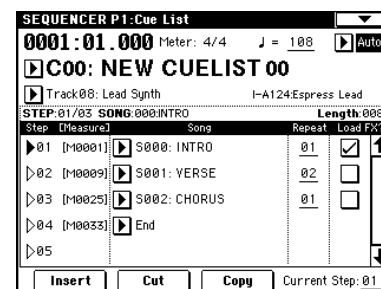 SEQUENCER P1:Cue List
0001:01.000 Meter: 4/4 ♩ = 108 Auto
C00: NEW CUELIST 00
Track08: Lead Synth I-A124:Espress Lead
STEP:01/03 SONG:000:INTRO Length:008
Step [Measure] Song Repeat Load FX?
01 [M0001] S000: INTRO 01
02 [M0009] S001: VERSE 02
03 [M0025] S002: CHORUS 01
04 [M0033] End
05
Insert Cut Copy Current Step: 01